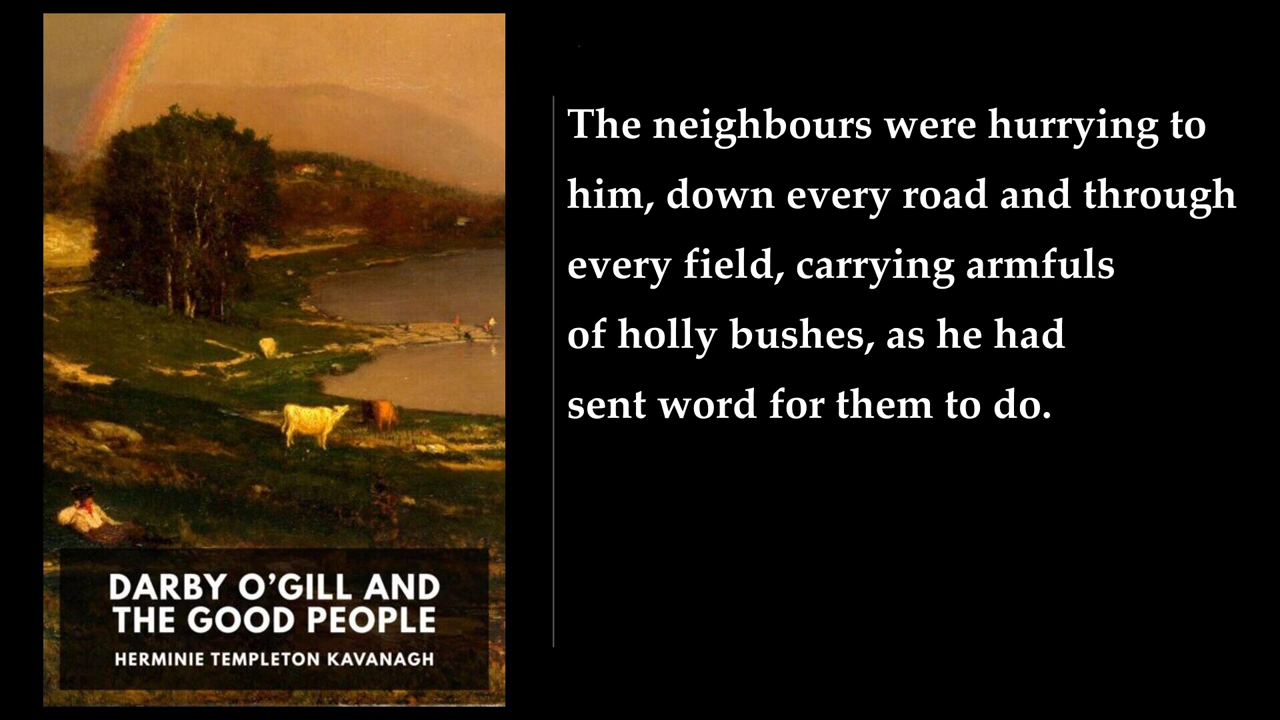 The neighbours were hurrying to
him, down every road and through
every field, carrying armfuls
of holly bushes, as he had
sent word for them to do.
DARBY O’GILL AND
THE GOOD PEOPLE
HERMINIE TEMPLETON KAVANAGH